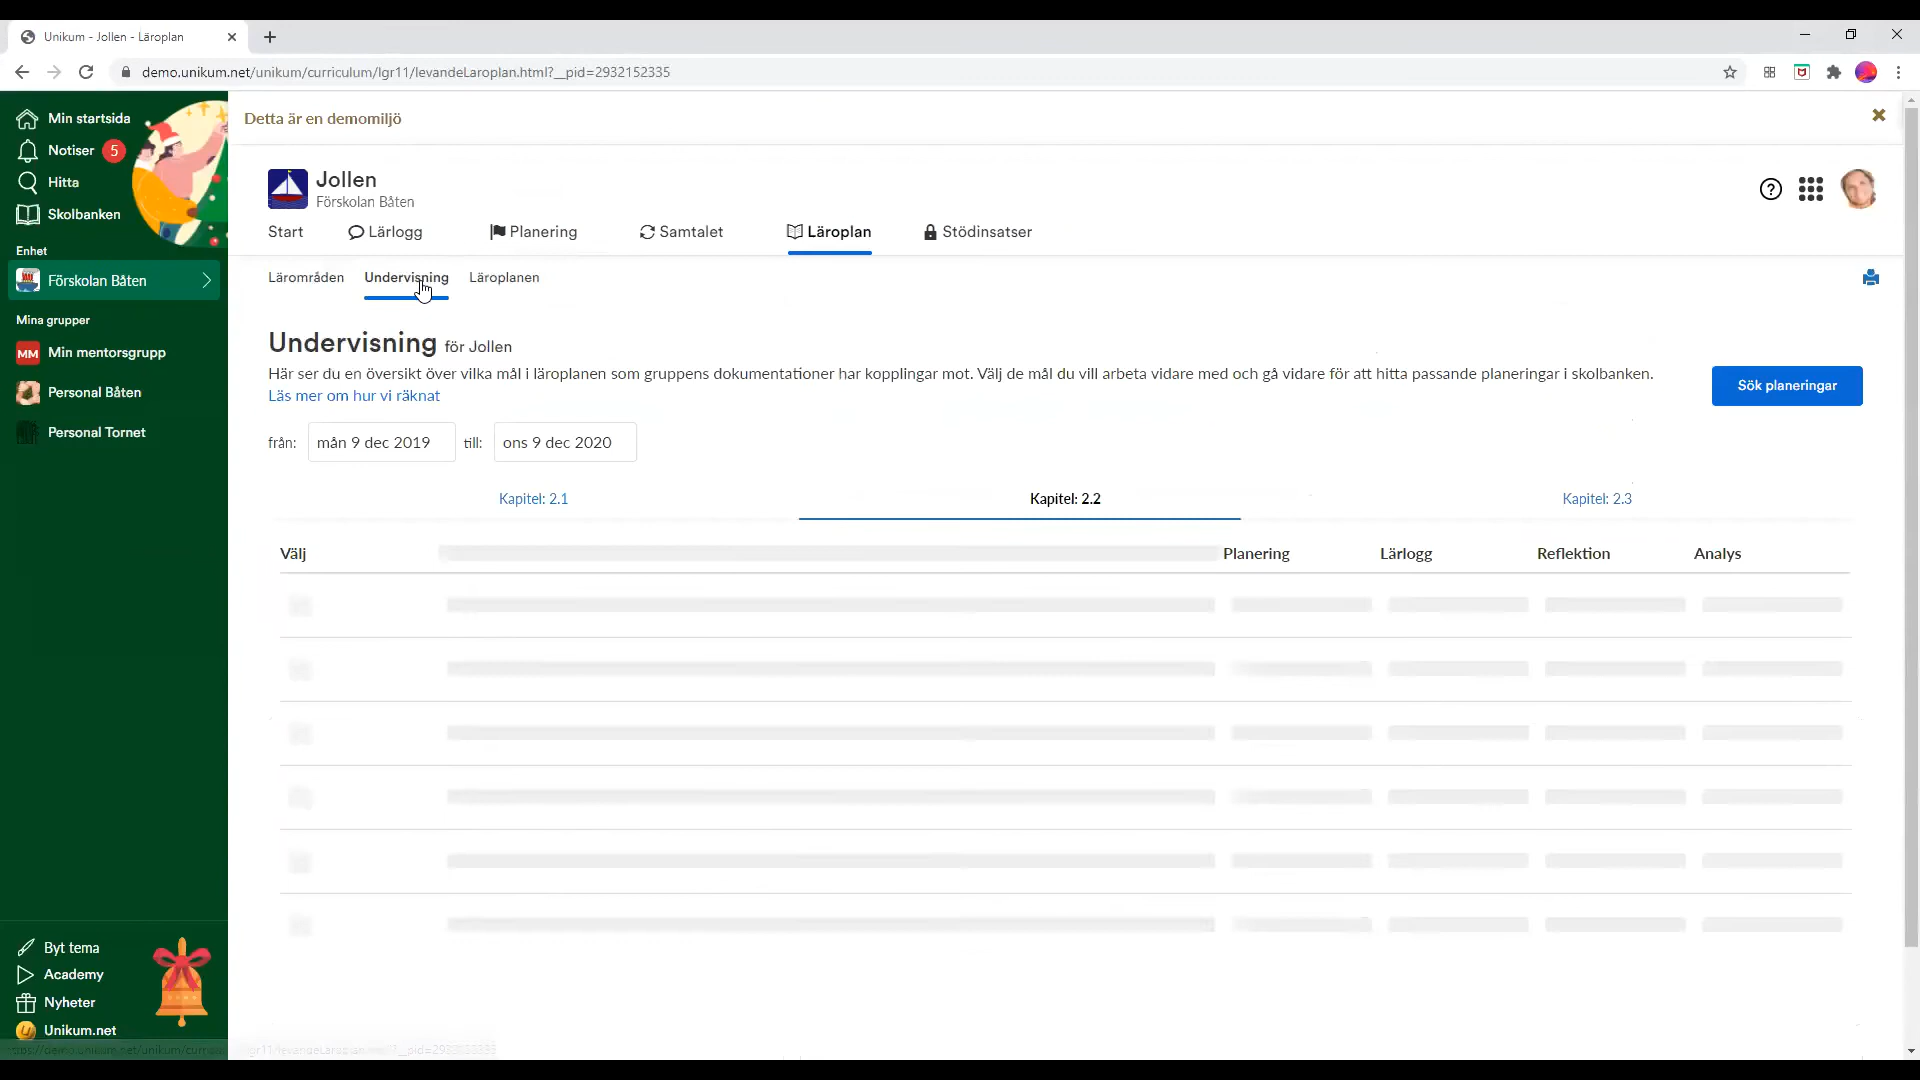 Unikum - Jollen - Läroplan
demo.unikum.net/unikum/curriculum/lgr11/levandeLaroplan.html?__pid=2932152335
Min startsida
Notiser 5
Hitta
Skolbanken
Enhet
Förskolan Båten
Mina grupper
MM Min mentorsgrupp
Personal Båten
Personal Tornet
Byt tema
Academy
Nyheter
Unikum.net
Detta är en demomiljö
Jollen
Förskolan Båten
Start Lärlogg Planering Samtalet Läroplan Stödinsatser
Lärområden Undervisning Läroplanen
Undervisning för Jollen
Här ser du en översikt över vilka mål i läroplanen som gruppens dokumentationer har kopplingar mot. Välj de mål du vill arbeta vidare med och gå vidare för att hitta passande planeringar i skolbanken.
Läs mer om hur vi räknat
Sök planeringar
från: mån 9 dec 2019 till: ons 9 dec 2020
Kapitel: 2.1 Kapitel: 2.2 Kapitel: 2.3
Välj Planering Lärlogg Reflektion Analys